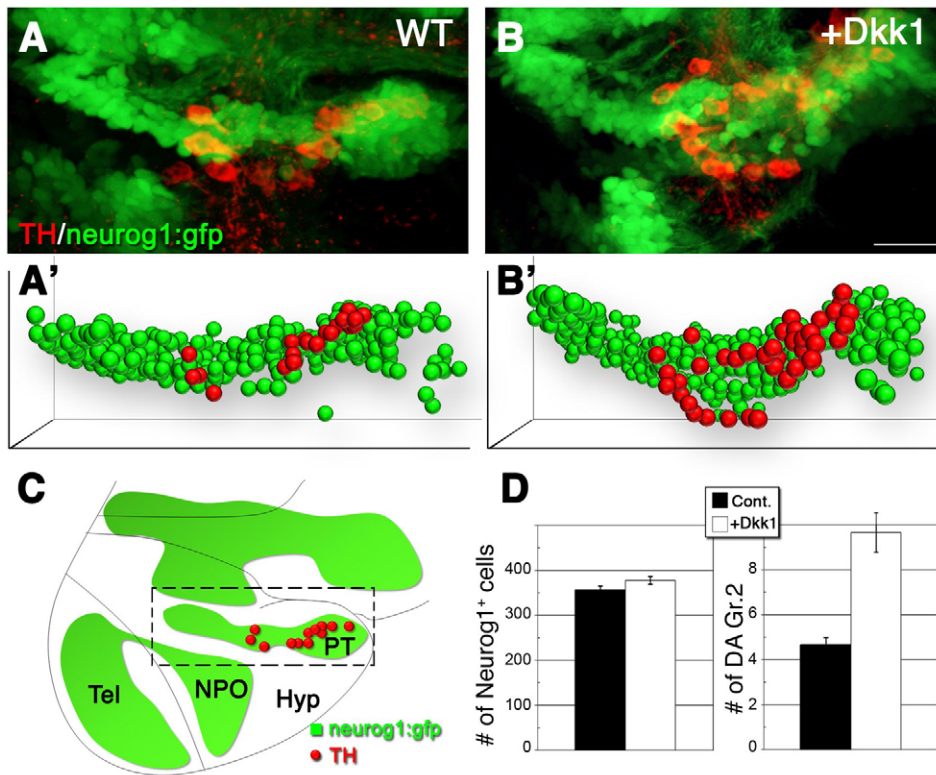 A
WT
TH/neurog1:gfp
B
+Dkk1
A'
B'
C
Tel
NPO
Hyp
PT
neurog1:gfp
TH
D
Cont.
+Dkk1
# of Neurog1⁺ cells
400
300
200
100
0
# of DA Gr.2
8
6
4
2
0